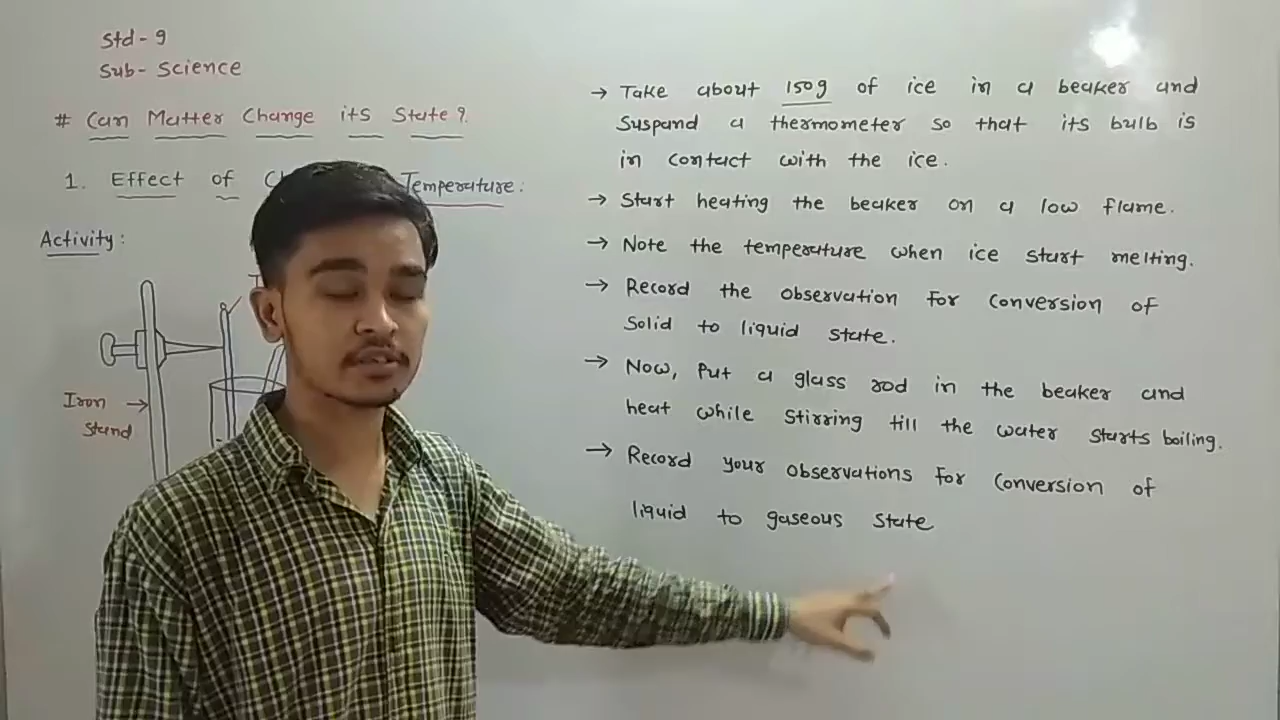 Std - 9
Sub- Science
# Can Matter Change its State ?
1. Effect of Temperature :
Activity :
Iron
Stand
→ Take about 150g of ice in a beaker and
Suspand a thermometer so that its bulb is
in contact with the ice.
→ Start heating the beaker on a low flame.
→ Note the temperature when ice start melting.
→ Record the observation for conversion of
Solid to liquid state.
→ Now, Put a glass rod in the beaker and
heat while Stirring till the water starts boiling.
→ Record your observations for conversion of
liquid to gaseous state